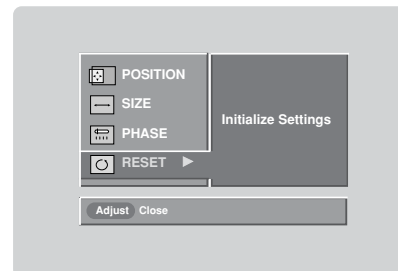 POSITION
SIZE
PHASE
RESET ►
Initialize Settings
Adjust Close